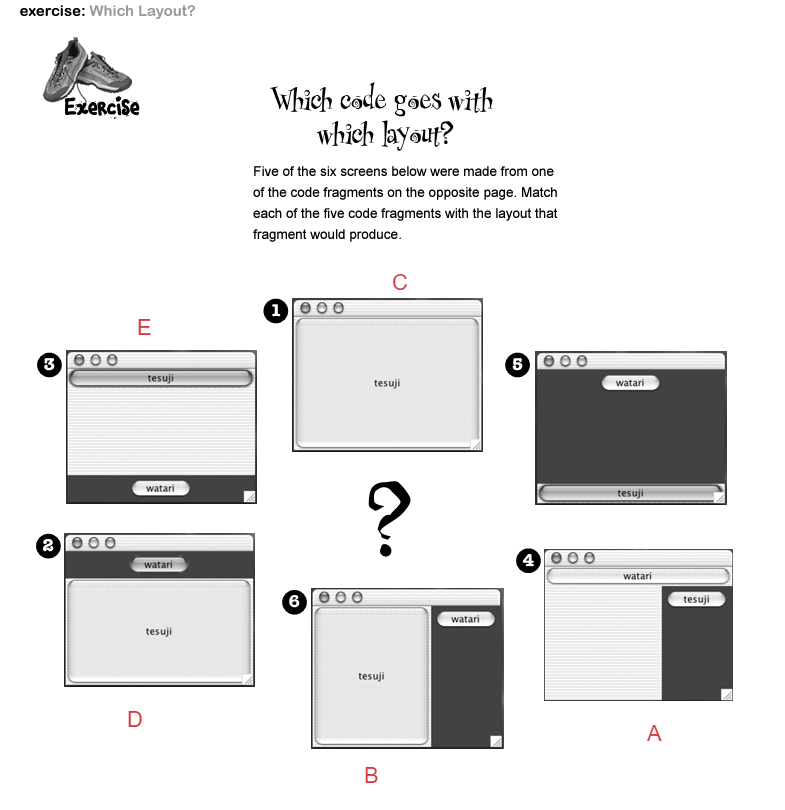 exercise: Which Layout?
Exercise
Which code goes with
which layout?
Five of the six screens below were made from one
of the code fragments on the opposite page. Match
each of the five code fragments with the layout that
fragment would produce.
C
1
tesuji
E
3
tesuji
watari
5
watari
tesuji
?
2
watari
tesuji
D
6
tesuji
watari
B
4
watari
tesuji
A